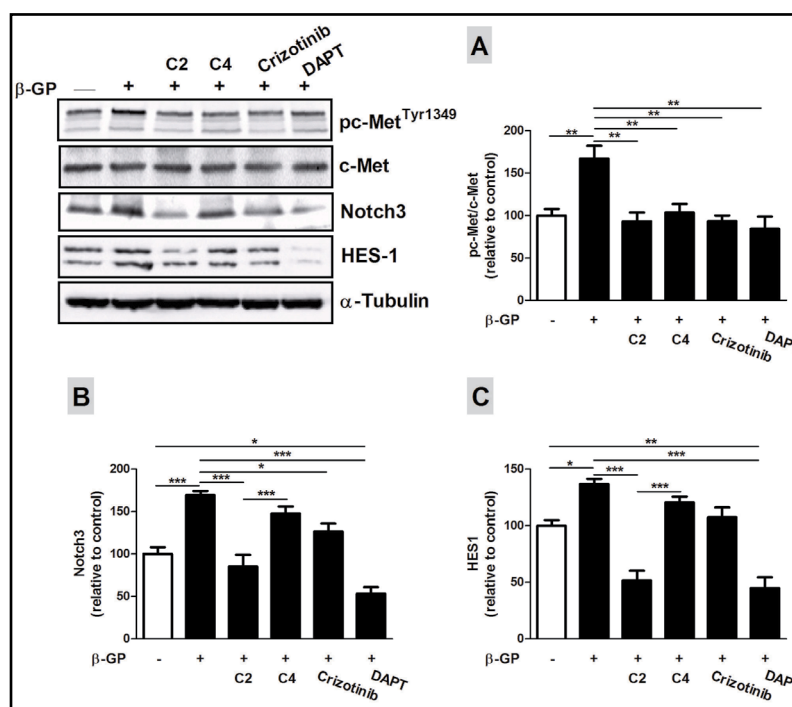 C2 C4 Crizotinib DAPT
β-GP — + + + + +
pc-Met Tyr1349
c-Met
Notch3
HES-1
α-Tubulin
A
pc-Met/c-Met
(relative to control)
200
150
100
50
0
** ** ** ** **
β-GP - + + + + +
C2 C4 Crizotinib DAPT
B
Notch3
(relative to control)
200
150
100
50
0
*
***
*
*** *** ***
β-GP - + + + + +
C2 C4 Crizotinib DAPT
C
HES1
(relative to control)
150
100
50
0
**
***
* *** ***
β-GP - + + + + +
C2 C4 Crizotinib DAP